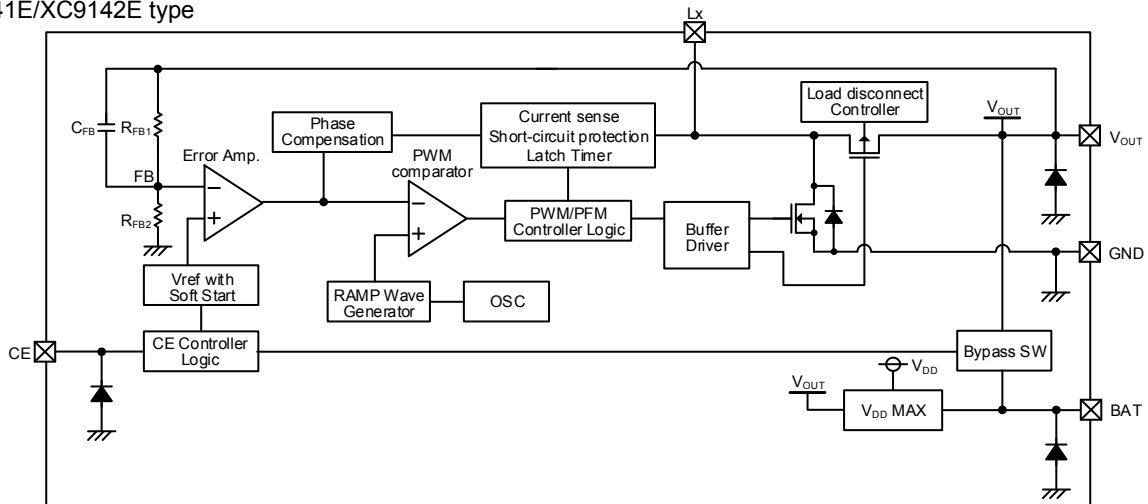 41E/XC9142E type
Lx
Load disconnect
Controller
VOUT
VOUT
CFB
RFB1
Phase
Compensation
Current sense
Short-circuit protection
Latch Timer
Error Amp.
PWM
comparator
FB
RFB2
PWM/PFM
Controller Logic
Buffer
Driver
GND
Vref with
Soft Start
RAMP Wave
Generator
OSC
CE
CE Controller
Logic
Bypass SW
VDD
VOUT
VDD MAX
BAT